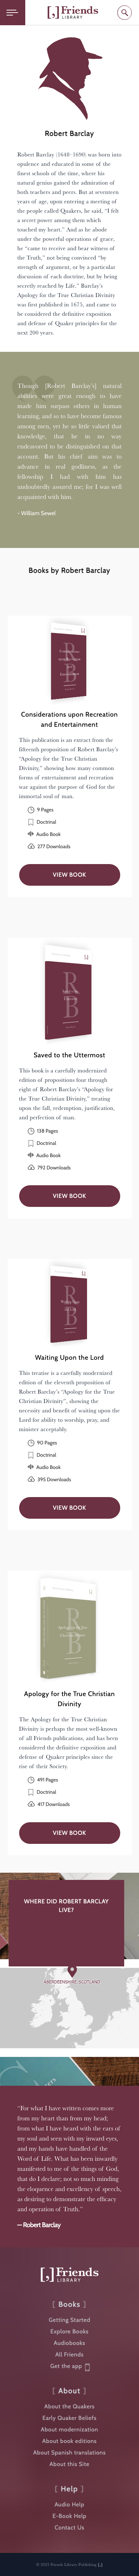 Friends
LIBRARY
Robert Barclay
Robert Barclay (1648–1690) was born into
opulence and educated in some of the finest
schools of the time, where his natural
genius gained the admiration of both
teachers and peers. But at seventeen years
of age, upon entering a gathering of the
people called Quakers, he said, “I felt a
secret power among them which touched my
heart.” And as he abode under the powerful
operations of grace, he “came to receive
and bear witness of the Truth,” not being
convinced “by strength of argument, or by
a particular discussion of doctrine, but by
being secretly reached by Life.” Barclay’s
Apology for the True Christian Divinity was
first published in 1675, and came to be
considered the definitive exposition and
defense of Quaker principles for the next
200 years.
Though [Robert Barclay's] natural
abilities were great enough to have
made him surpass others in human
learning, and so to have become famous
among men, yet he so little valued that
knowledge, that he in no way
endeavored to be distinguished on that
account. But his chief aim was to
advance in real godliness, as the
fellowship I had with him has
undoubtedly assured me; for I was well
acquainted with him.
- William Sewel
Books by Robert Barclay
Considerations upon Recreation
and Entertainment
This publication is an extract from the
fifteenth proposition of Robert Barclay’s
“Apology for the True Christian
Divinity,” showing how many common
forms of entertainment and recreation
war against the purpose of God for the
immortal soul of man.
9 Pages
Doctrinal
Audio Book
277 Downloads
VIEW BOOK
Saved to the Uttermost
This book is a carefully modernized
edition of the propositions four through
eight of Robert Barclay’s “Apology for
the True Christian Divinity,” treating
upon the fall, redemption, justification,
and perfection of man.
138 Pages
Doctrinal
Audio Book
792 Downloads
VIEW BOOK
Waiting Upon the Lord
This treatise is a carefully modernized
edition of the eleventh proposition of
Robert Barclay’s “Apology for the True
Christian Divinity”, showing the
necessity and benefit of waiting upon the
Lord for ability to worship, pray, and
minister acceptably.
90 Pages
Doctrinal
Audio Book
395 Downloads
VIEW BOOK
Apology for the True Christian
Divinity
The Apology for the True Christian
Divinity is perhaps the most well-known
of all Friends publications, and has been
considered the definitive exposition and
defense of Quaker principles since the
rise of their Society.
491 Pages
Doctrinal
417 Downloads
VIEW BOOK
WHERE DID ROBERT BARCLAY
LIVE?
ABERDEENSHIRE, SCOTLAND
“For what I have written comes more
from my heart than from my head;
from what I have heard with the ears of
my soul and seen with my inward eyes,
and my hands have handled of the
Word of Life. What has been inwardly
manifested to me of the things of God,
that do I declare; not so much minding
the eloquence and excellency of speech,
as desiring to demonstrate the efficacy
and operation of Truth.”
— Robert Barclay
Friends
LIBRARY
[ Books ]
Getting Started
Explore Books
Audiobooks
All Friends
Get the app
[ About ]
About the Quakers
Early Quaker Beliefs
About modernization
About book editions
About Spanish translations
About this Site
[ Help ]
Audio Help
E-Book Help
Contact Us
© 2025 Friends Library Publishing